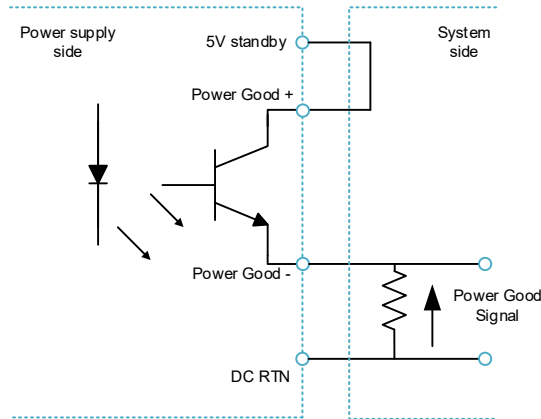 Power supply
side
5V standby
System
side
Power Good +
Power Good -
Power Good
Signal
DC RTN